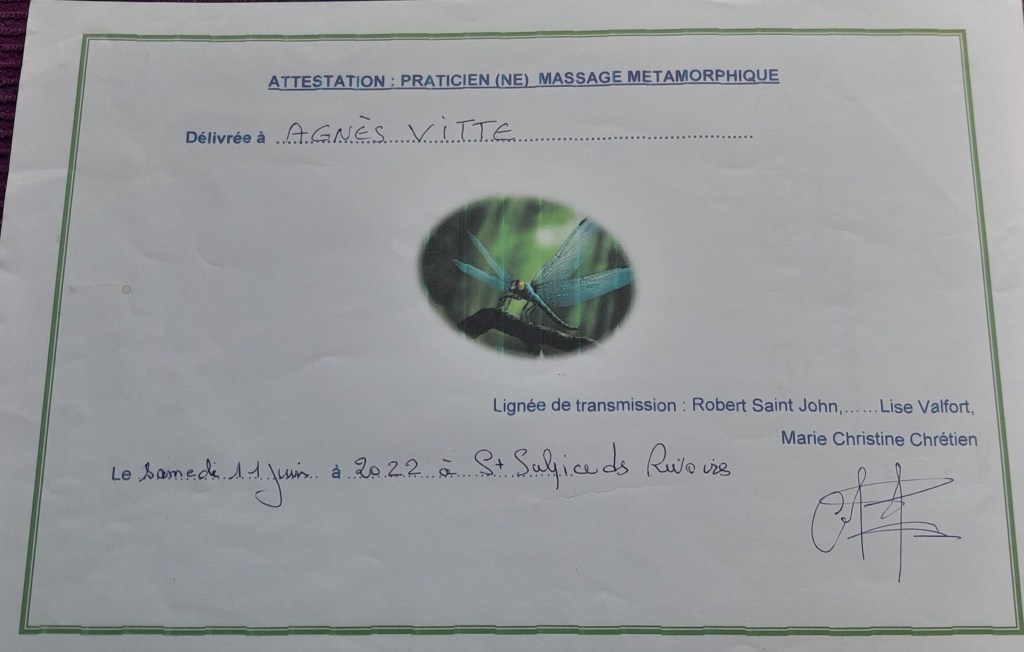 ATTESTATION : PRATICIEN (NE) MASSAGE METAMORPHIQUE
Délivrée à ...AGNÈS VITTE...
Lignée de transmission : Robert Saint John,......Lise Valfort,
Marie Christine Chrétien
Le Samedi 11 juin à 2022 à St Sulpice ds Rivoires